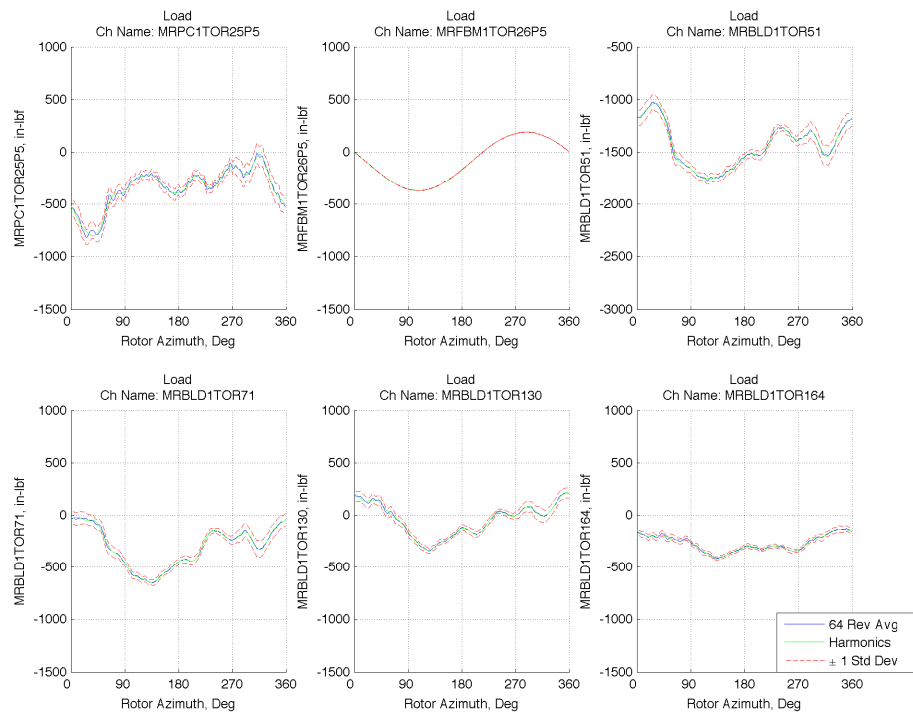 Load
Ch Name: MRPC1TOR25P5
1000
500
0
-500
-1000
-1500
MRPC1TOR25P5, in-lbf
0 90 180 270 360
Rotor Azimuth, Deg
Load
Ch Name: MRFBM1TOR26P5
1000
500
0
-500
-1000
-1500
MRFBM1TOR26P5, in-lbf
0 90 180 270 360
Rotor Azimuth, Deg
Load
Ch Name: MRBLD1TOR51
-500
-1000
-1500
-2000
-2500
-3000
MRBLD1TOR51, in-lbf
0 90 180 270 360
Rotor Azimuth, Deg
Load
Ch Name: MRBLD1TOR71
1000
500
0
-500
-1000
-1500
MRBLD1TOR71, in-lbf
0 90 180 270 360
Rotor Azimuth, Deg
Load
Ch Name: MRBLD1TOR130
1000
500
0
-500
-1000
-1500
MRBLD1TOR130, in-lbf
0 90 180 270 360
Rotor Azimuth, Deg
Load
Ch Name: MRBLD1TOR164
1000
500
0
-500
-1000
-1500
MRBLD1TOR164, in-lbf
0 90 180 270 360
Rotor Azimuth, Deg
64 Rev Avg
Harmonics
± 1 Std Dev